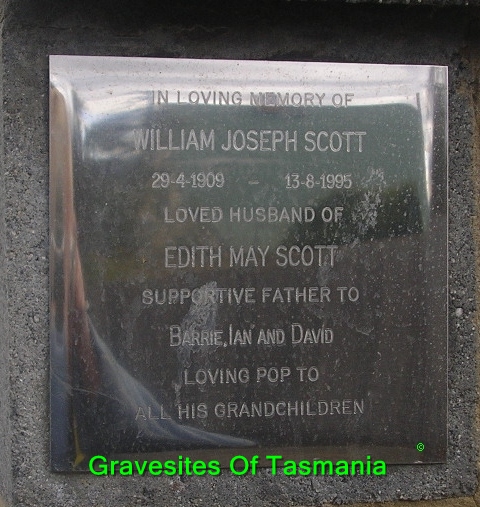 IN LOVING MEMORY OF
WILLIAM JOSEPH SCOTT
29-4-1909 - 13-8-1995
LOVED HUSBAND OF
EDITH MAY SCOTT
SUPPORTIVE FATHER TO
BARRIE, IAN AND DAVID
LOVING POP TO
ALL HIS GRANDCHILDREN
©
Gravesites Of Tasmania